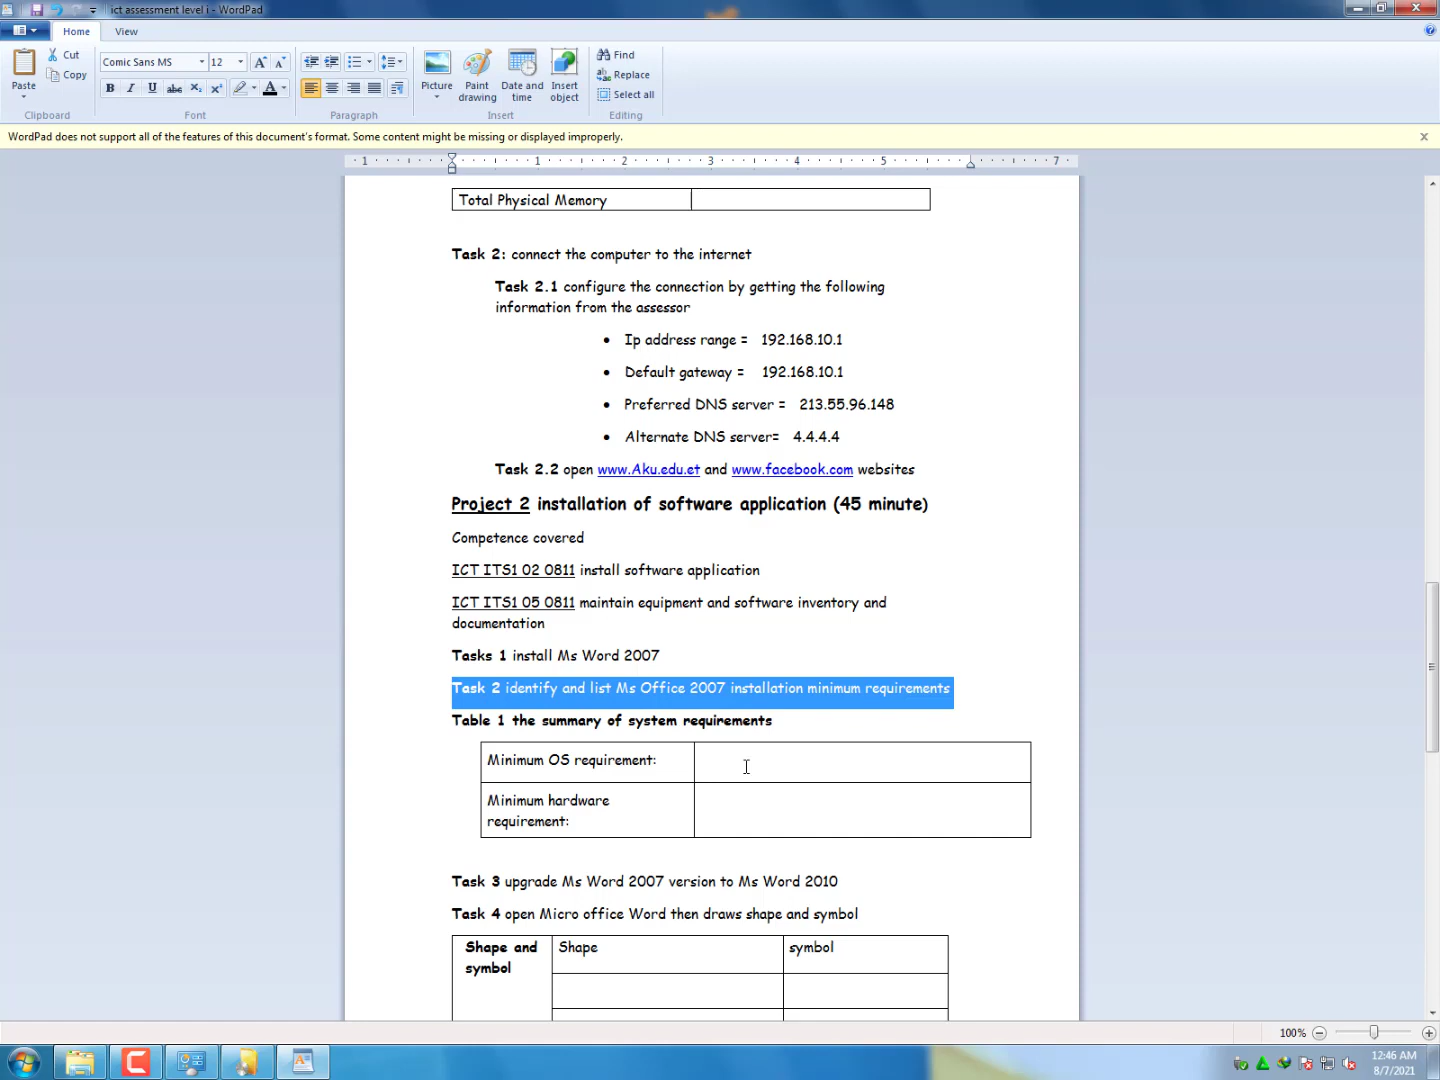 ict assessment level i - WordPad
Home View
Cut
Copy
Paste
Clipboard
Comic Sans MS 12
Font
Paragraph
Picture
Paint drawing
Date and time
Insert object
Insert
Find
Replace
Select all
Editing
WordPad does not support all of the features of this document's format. Some content might be missing or displayed improperly.
1 1 2 3 4 5 7
Total Physical Memory
Task 2: connect the computer to the internet
Task 2.1 configure the connection by getting the following
information from the assessor
• Ip address range = 192.168.10.1
• Default gateway = 192.168.10.1
• Preferred DNS server = 213.55.96.148
• Alternate DNS server= 4.4.4.4
Task 2.2 open www.Aku.edu.et and www.facebook.com websites
Project 2 installation of software application (45 minute)
Competence covered
ICT ITS1 02 0811 install software application
ICT ITS1 05 0811 maintain equipment and software inventory and
documentation
Tasks 1 install Ms Word 2007
Task 2 identify and list Ms Office 2007 installation minimum requirements
Table 1 the summary of system requirements
Minimum OS requirement:
Minimum hardware
requirement:
Task 3 upgrade Ms Word 2007 version to Ms Word 2010
Task 4 open Micro office Word then draws shape and symbol
Shape and Shape symbol
symbol
100%
12:46 AM
8/7/2021